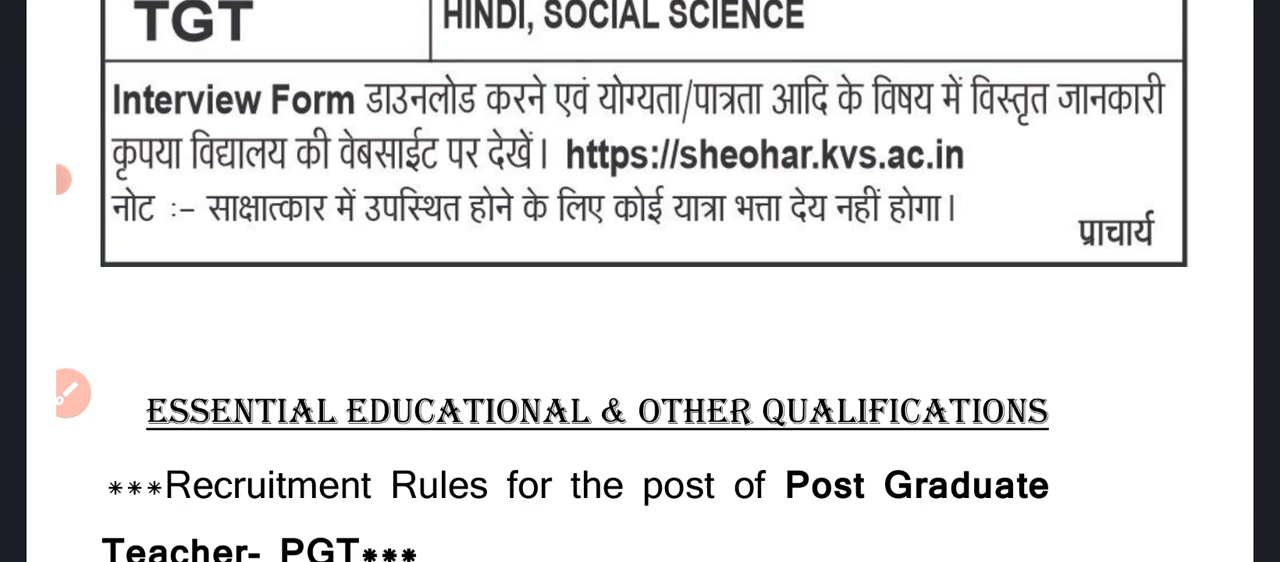 TGT
HINDI, SOCIAL SCIENCE
Interview Form डाउनलोड करने एवं योग्यता/पात्रता आदि के विषय में विस्तृत जानकारी
कृपया विद्यालय की वेबसाईट पर देखें। https://sheohar.kvs.ac.in
नोट :– साक्षात्कार में उपस्थित होने के लिए कोई यात्रा भत्ता देय नहीं होगा।
प्राचार्य
ESSENTIAL EDUCATIONAL & OTHER QUALIFICATIONS
***Recruitment Rules for the post of Post Graduate
Teacher- PGT***